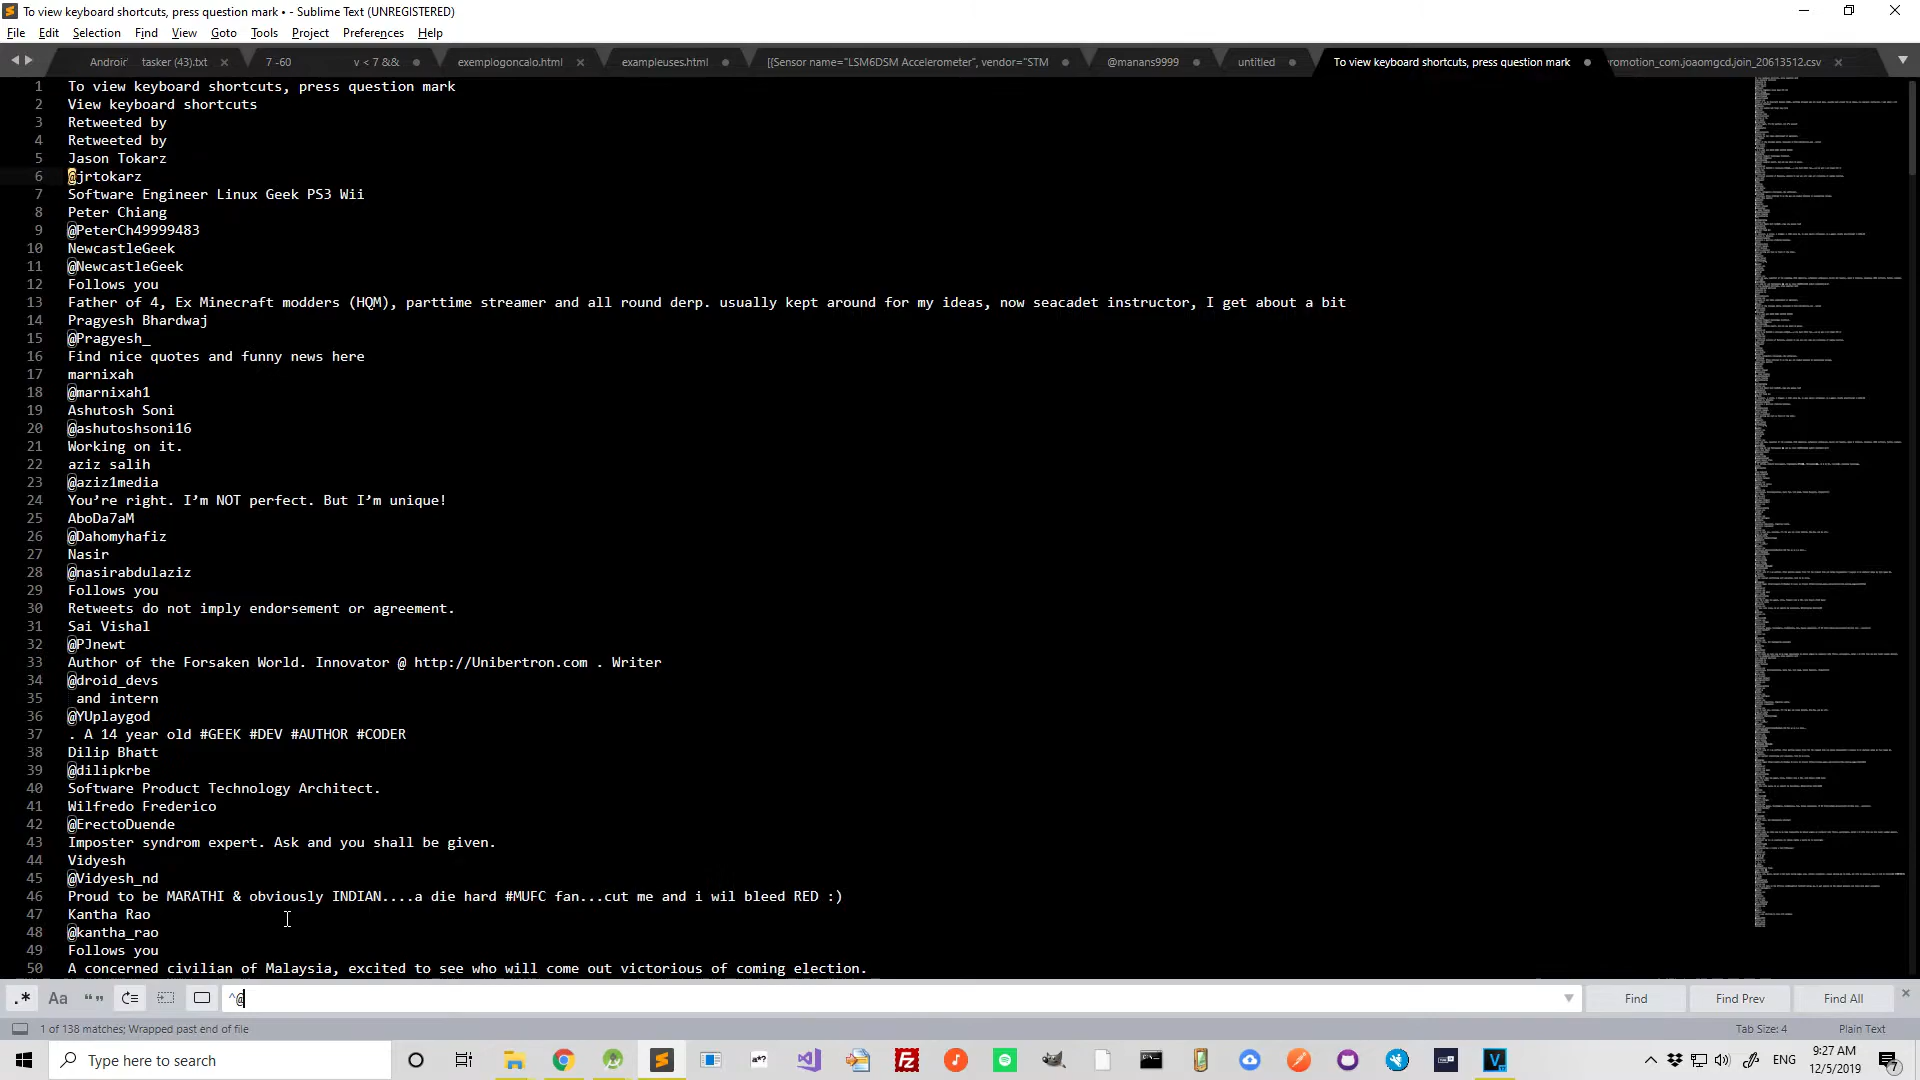 To view keyboard shortcuts, press question mark • - Sublime Text (UNREGISTERED)
File Edit Selection Find View Goto Tools Project Preferences Help
Androi tasker (43).txt 7 -60 v < 7 && exemplogoncalo.html exampleuses.html [{Sensor name="LSM6DSM Accelerometer", vendor="STM @manans9999 untitled To view keyboard shortcuts, press question mark romotion_com.joaomgcd.join_20613512.csv
1 To view keyboard shortcuts, press question mark
2 View keyboard shortcuts
3 Retweeted by
4 Retweeted by
5 Jason Tokarz
6 @jrtokarz
7 Software Engineer Linux Geek PS3 Wii
8 Peter Chiang
9 @PeterCh49999483
10 NewcastleGeek
11 @NewcastleGeek
12 Follows you
13 Father of 4, Ex Minecraft modders (HQM), parttime streamer and all round derp. usually kept around for my ideas, now seacadet instructor, I get about a bit
14 Pragyesh Bhardwaj
15 @Pragyesh_
16 Find nice quotes and funny news here
17 marnixah
18 @marnixah1
19 Ashutosh Soni
20 @ashutoshsoni16
21 Working on it.
22 aziz salih
23 @aziz1media
24 You’re right. I’m NOT perfect. But I’m unique!
25 AboDa7aM
26 @Dahomyhafiz
27 Nasir
28 @nasirabdulaziz
29 Follows you
30 Retweets do not imply endorsement or agreement.
31 Sai Vishal
32 @PJnewt
33 Author of the Forsaken World. Innovator @ http://Unibertron.com . Writer
34 @droid_devs
35 and intern
36 @YUplaygod
37 . A 14 year old #GEEK #DEV #AUTHOR #CODER
38 Dilip Bhatt
39 @dilipkrbe
40 Software Product Technology Architect.
41 Wilfredo Frederico
42 @ErectoDuende
43 Imposter syndrom expert. Ask and you shall be given.
44 Vidyesh
45 @Vidyesh_nd
46 Proud to be MARATHI & obviously INDIAN....a die hard #MUFC fan...cut me and i wil bleed RED :)
47 Kantha Rao
48 @kantha_rao
49 Follows you
50 A concerned civilian of Malaysia, excited to see who will come out victorious of coming election.
.* Aa “” ^@ Find Find Prev Find All
1 of 138 matches; Wrapped past end of file Tab Size: 4 Plain Text
Type here to search ENG 9:27 AM
12/5/2019 7